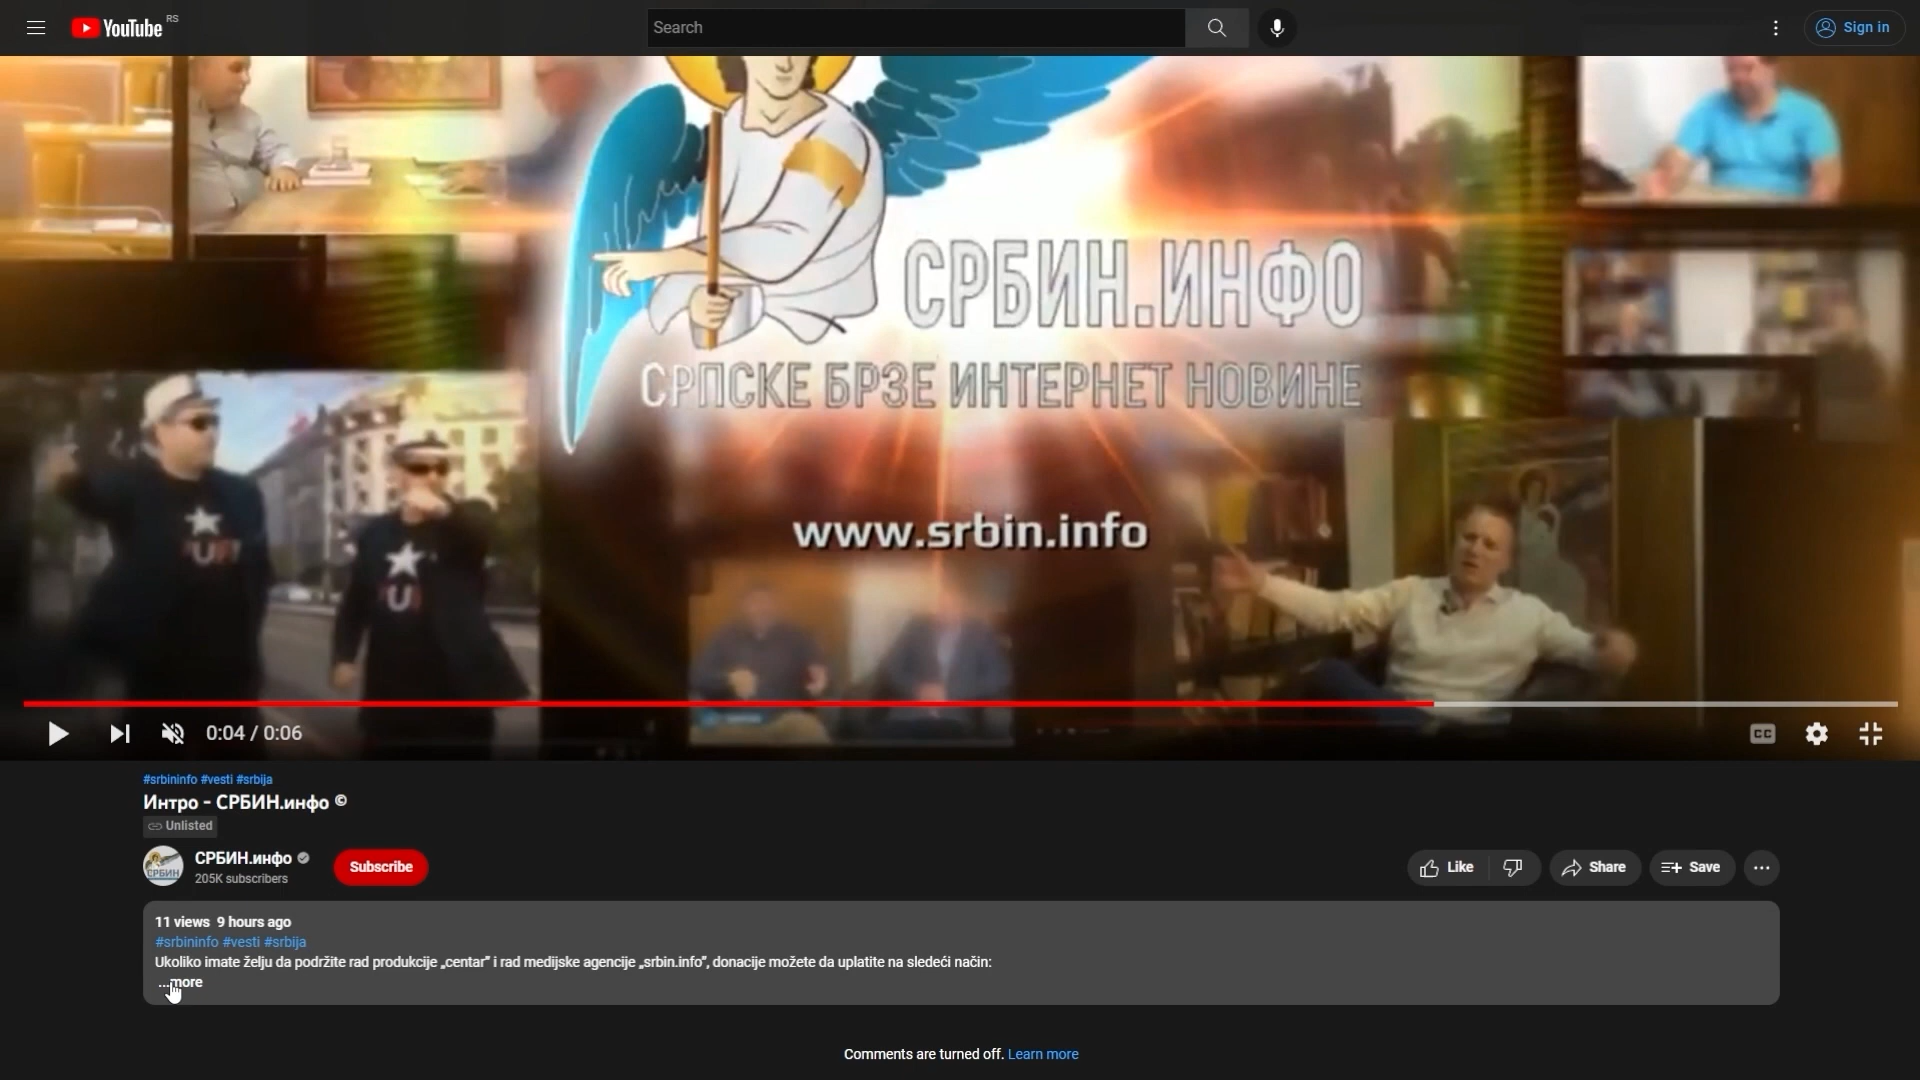 YouTube RS
Search
Sign in
СРБИН.ИНФО
СРПСКЕ БРЗЕ ИНТЕРНЕТ НОВИНЕ
www.srbin.info
0:04 / 0:06
CC
#srbininfo #vesti #srbija
Интро - СРБИН.инфо ©
Unlisted
СРБИН
СРБИН.инфо
205K subscribers
Subscribe
Like
Share
Save
11 views 9 hours ago
#srbininfo #vesti #srbija
Ukoliko imate želju da podržite rad produkcije „centar” i rad medijske agencije „srbin.info”, donacije možete da uplatite na sledeći način:
...more
Comments are turned off. Learn more